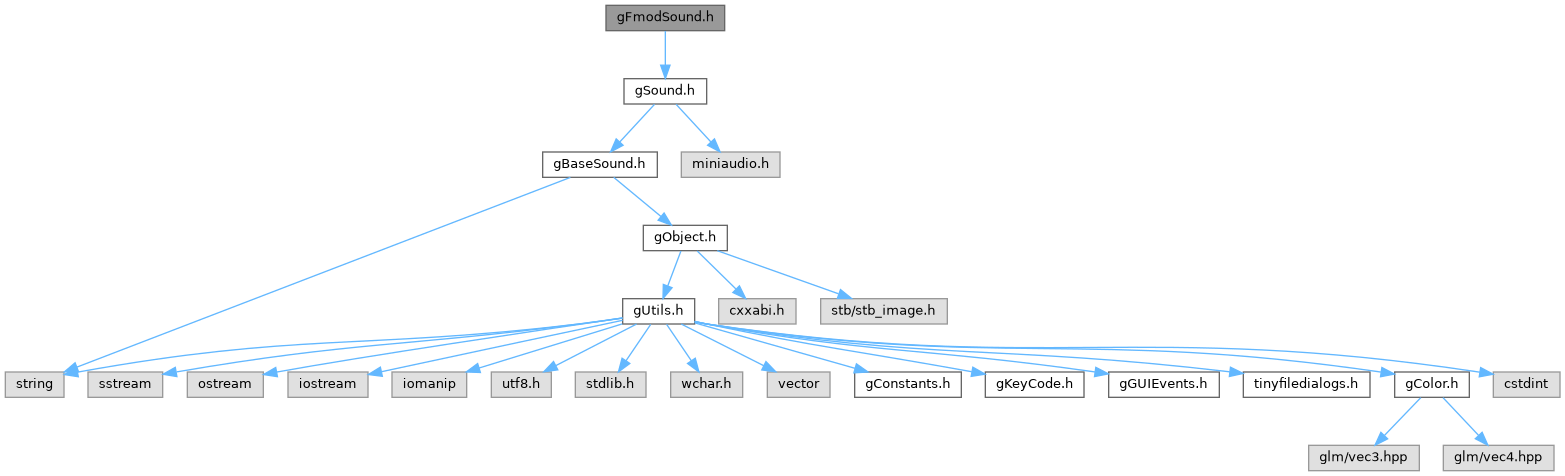 gFmodSound.h
gSound.h
gBaseSound.h
miniaudio.h
gObject.h
gUtils.h
cxxabi.h
stb/stb_image.h
string
sstream
ostream
iostream
iomanip
utf8.h
stdlib.h
wchar.h
vector
gConstants.h
gKeyCode.h
gGUIEvents.h
tinyfiledialogs.h
gColor.h
cstdint
glm/vec3.hpp
glm/vec4.hpp